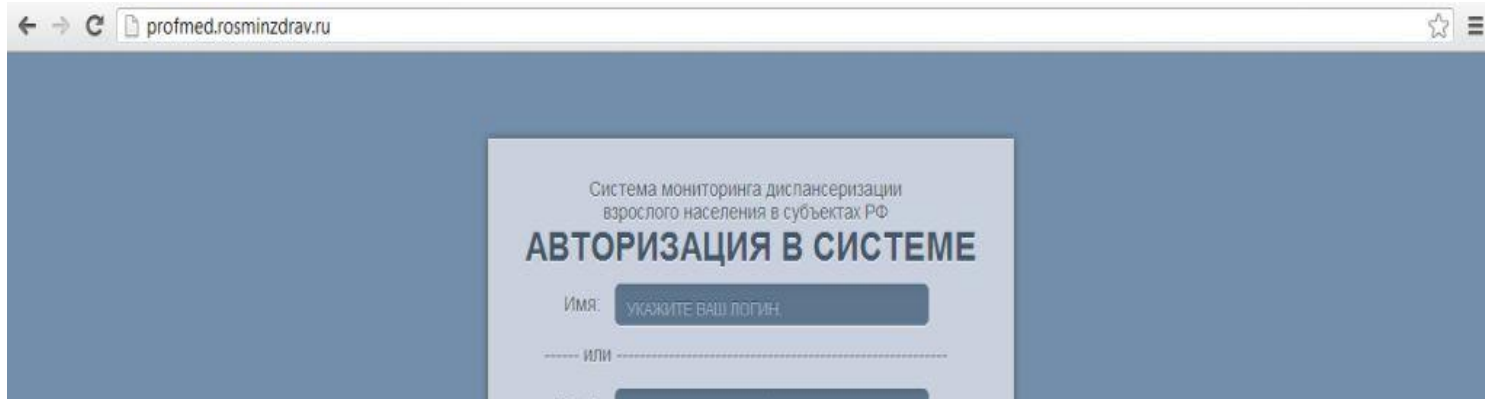 profmed.rosminzdrav.ru
Система мониторинга диспансеризации
взрослого населения в субъектах РФ
АВТОРИЗАЦИЯ В СИСТЕМЕ
Имя: УКАЖИТЕ ВАШ ЛОГИН.
------ или --------------------------------------------------------